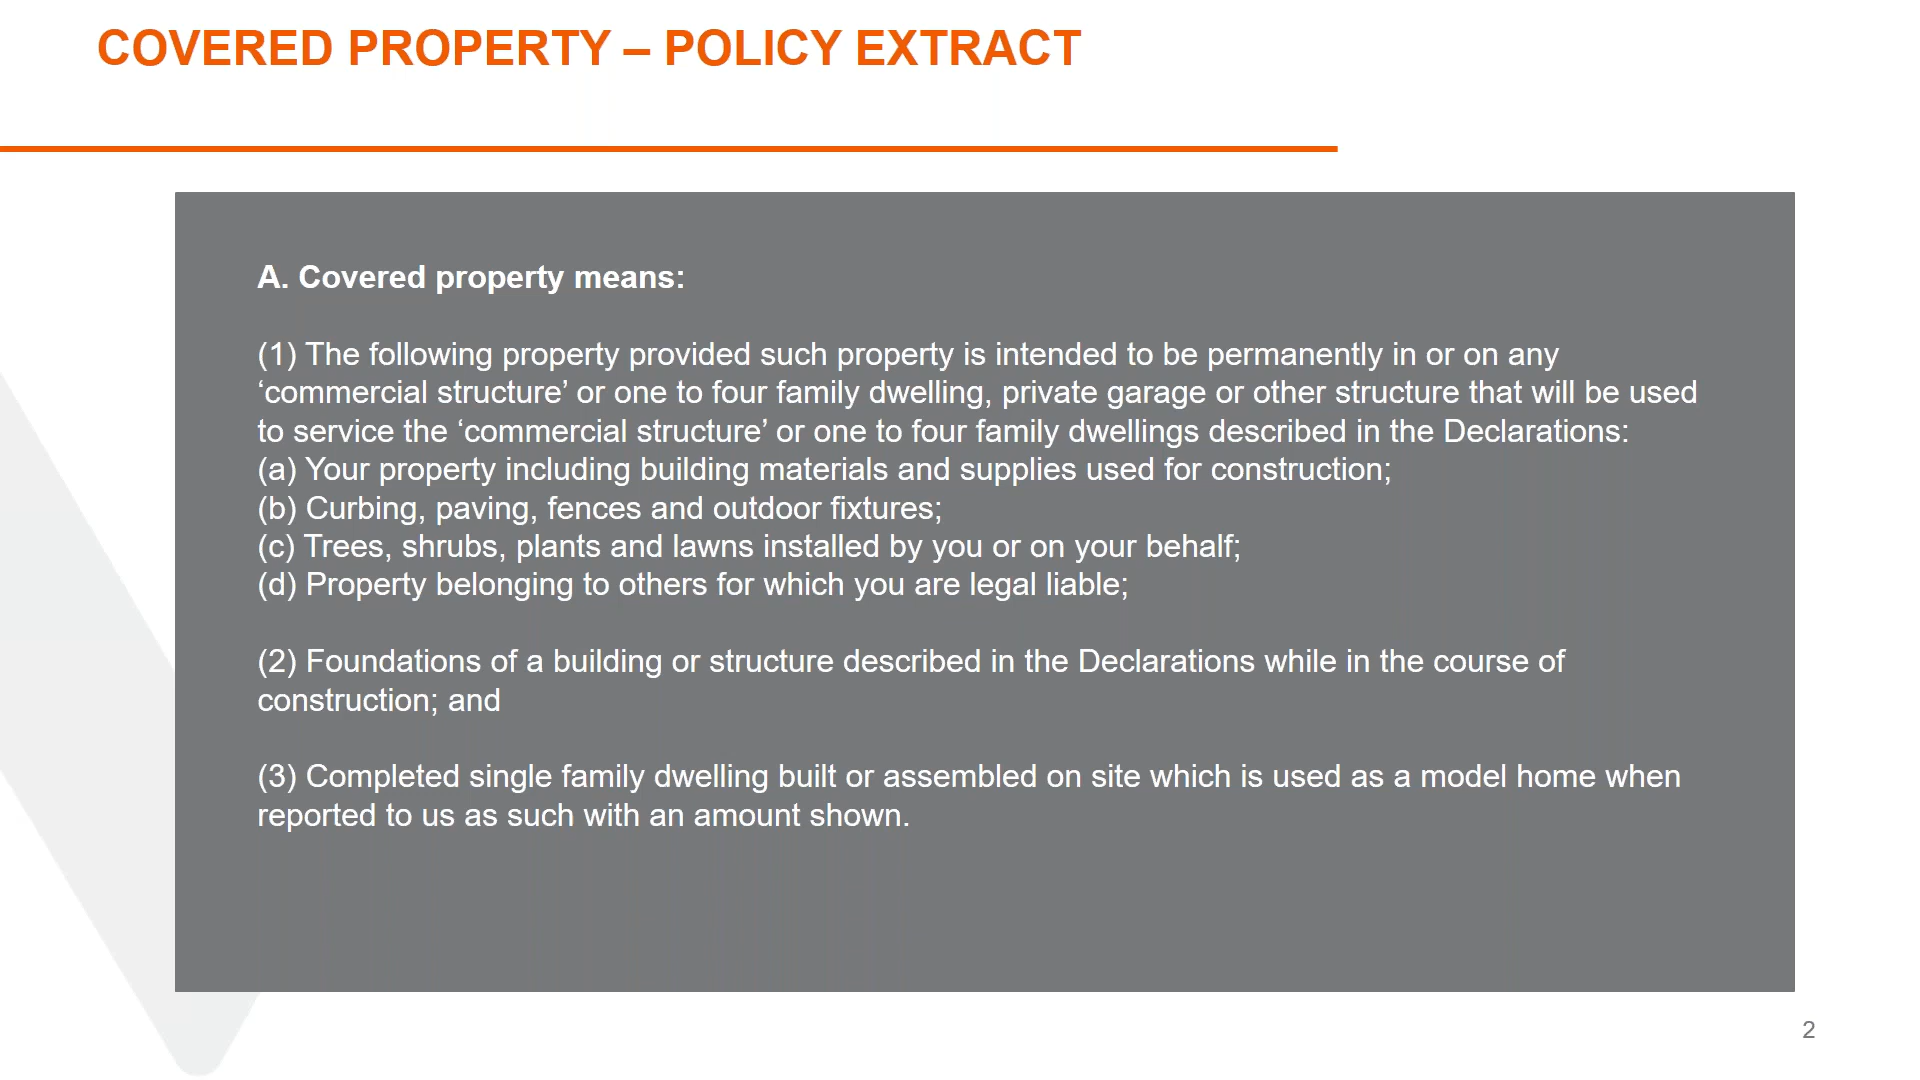 COVERED PROPERTY – POLICY EXTRACT
A. Covered property means:
(1) The following property provided such property is intended to be permanently in or on any
‘commercial structure’ or one to four family dwelling, private garage or other structure that will be used
to service the ‘commercial structure’ or one to four family dwellings described in the Declarations:
(a) Your property including building materials and supplies used for construction;
(b) Curbing, paving, fences and outdoor fixtures;
(c) Trees, shrubs, plants and lawns installed by you or on your behalf;
(d) Property belonging to others for which you are legal liable;
(2) Foundations of a building or structure described in the Declarations while in the course of
construction; and
(3) Completed single family dwelling built or assembled on site which is used as a model home when
reported to us as such with an amount shown.
2